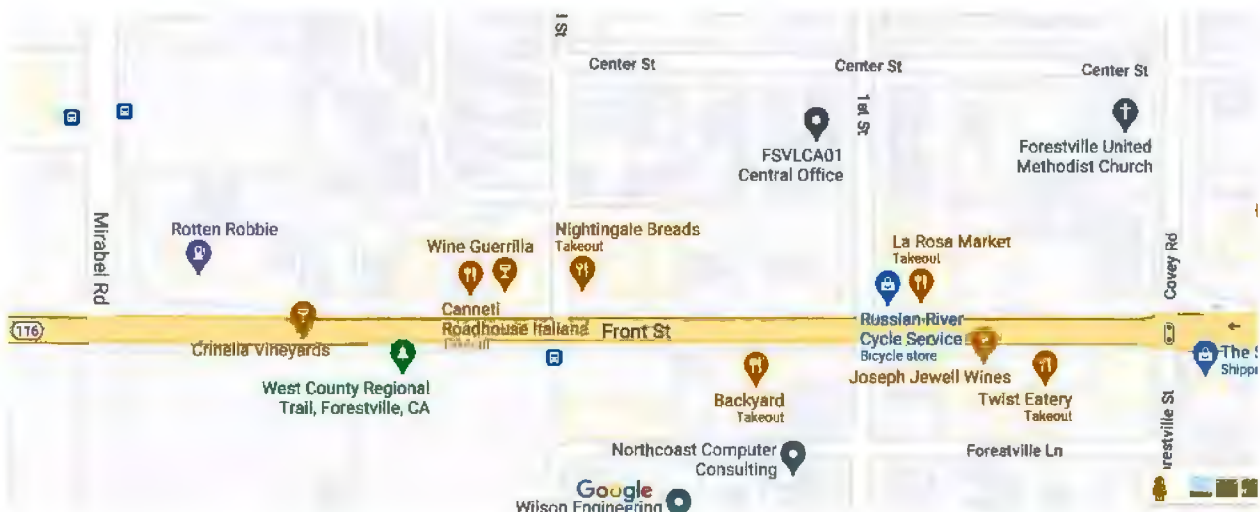 l St
Center St
Center St
Center St
1st St
FSVLCA01
Central Office
Forestville United
Methodist Church
Mirabel Rd
Rotten Robbie
Wine Guerrilla
Nightingale Breads
Takeout
La Rosa Market
Takeout
Covey Rd
Canneti
Roadhouse Italiana
116
Front St
Crinella Vineyards
Russian River
Cycle Service
Bicycle store
Joseph Jewell Wines
West County Regional
Trail, Forestville, CA
Backyard
Takeout
Twist Eatery
Takeout
The S
Shippi
Northcoast Computer
Consulting
Forestville Ln
orestville St
Google
Wilson Engineering